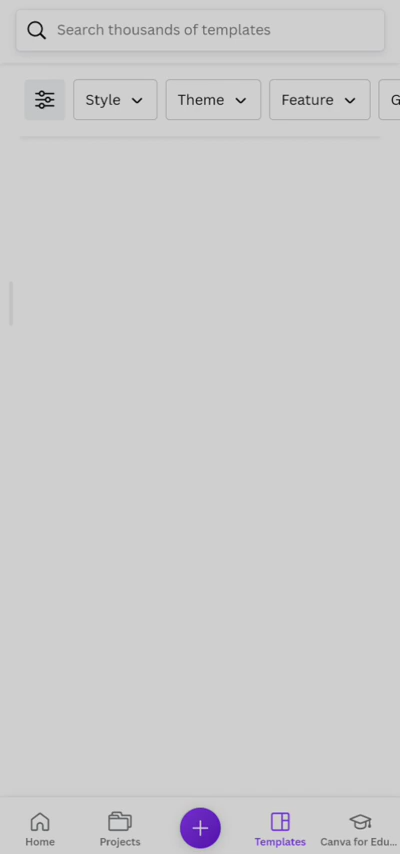 Search thousands of templates
Style
Theme
Feature
G
Home
Projects
Templates
Canva for Edu...